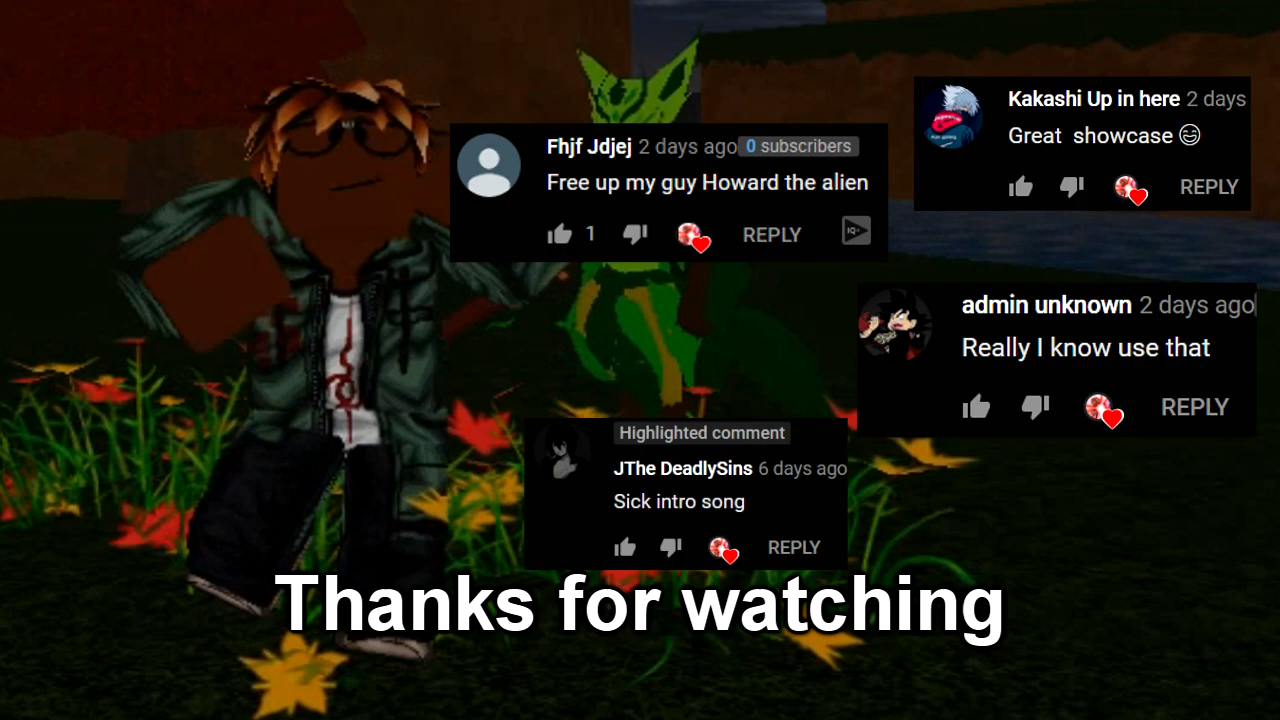 Kakashi Up in here 2 days
Great showcase 😄
REPLY
Fhjf Jdjej 2 days ago 0 subscribers
Free up my guy Howard the alien
1 REPLY
admin unknown 2 days ago
Really I know use that
REPLY
Highlighted comment
JThe DeadlySins 6 days ago
Sick intro song
REPLY
Thanks for watching